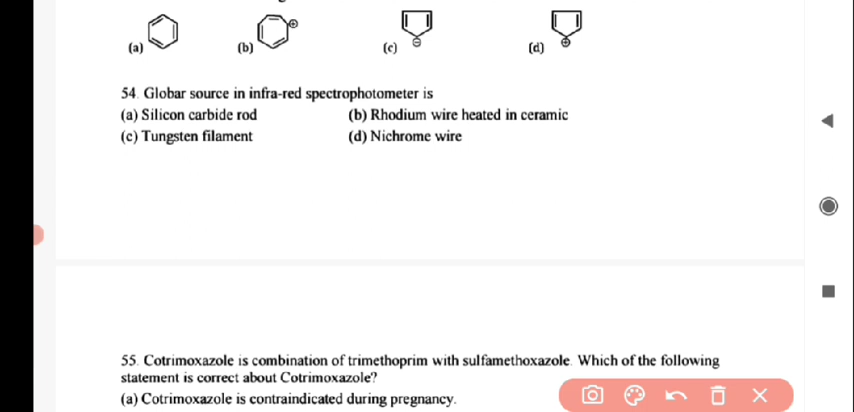 (a) (b) (c) (d)
54. Globar source in infra-red spectrophotometer is
(a) Silicon carbide rod (b) Rhodium wire heated in ceramic
(c) Tungsten filament (d) Nichrome wire
55. Cotrimoxazole is combination of trimethoprim with sulfamethoxazole. Which of the following
statement is correct about Cotrimoxazole?
(a) Cotrimoxazole is contraindicated during pregnancy.